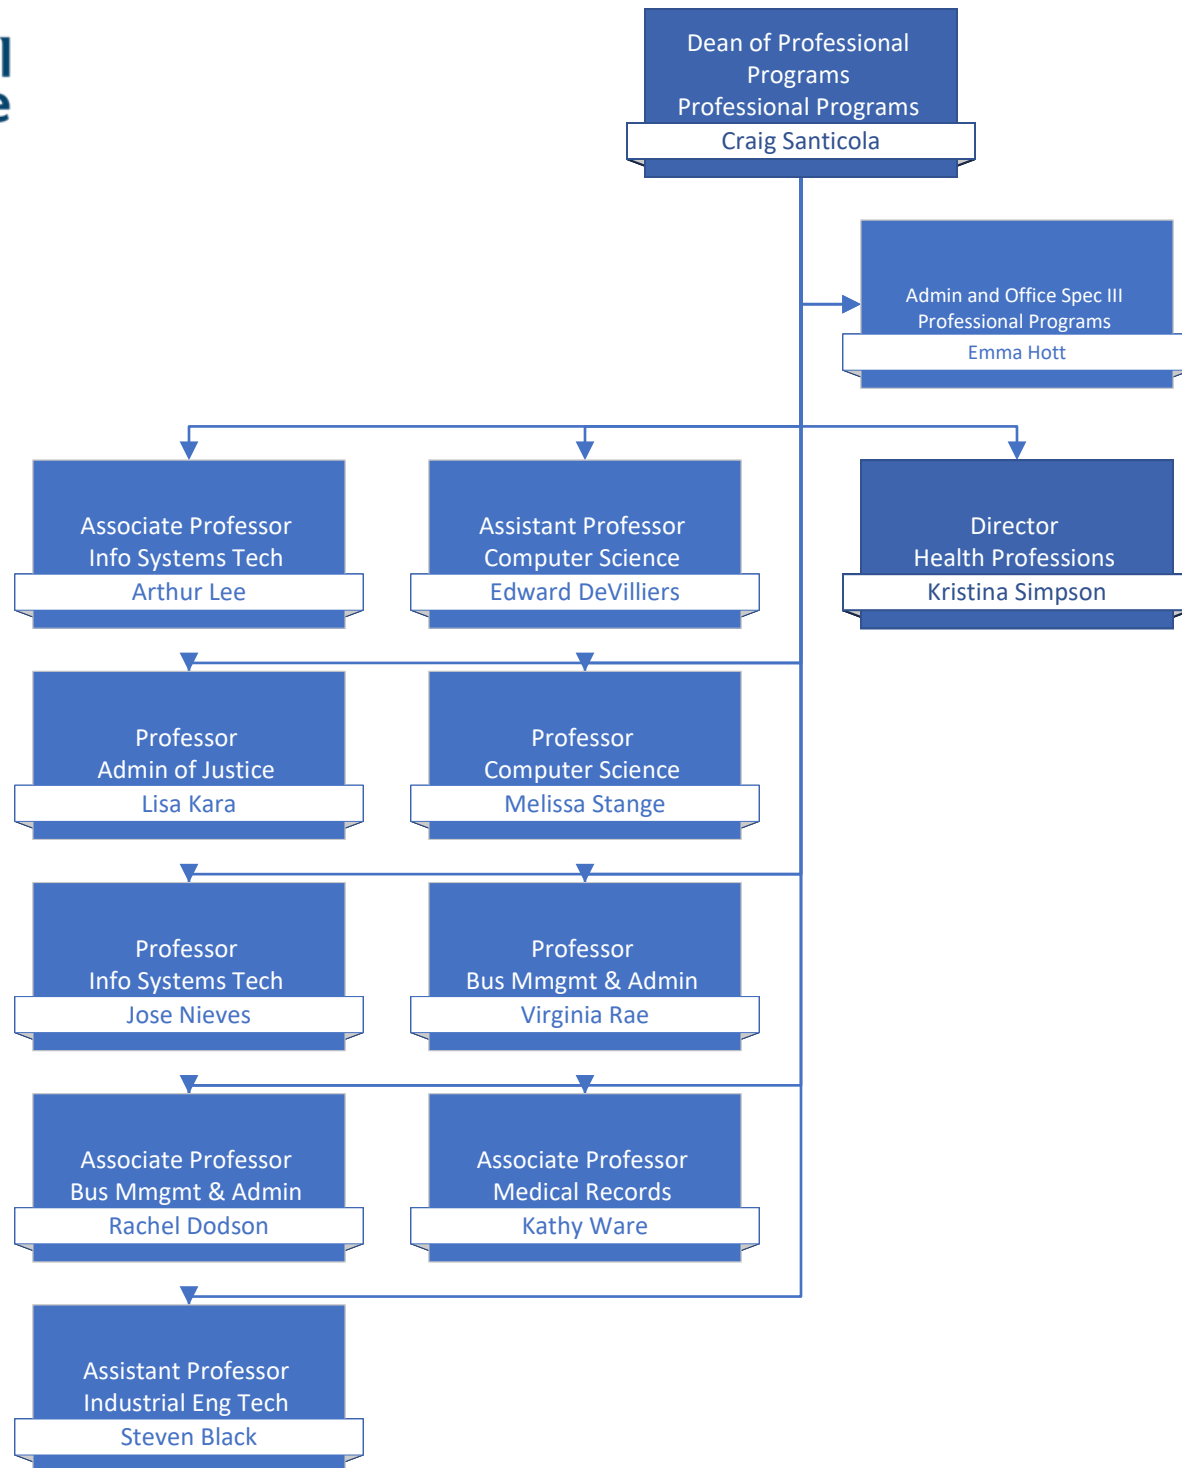 Dean of Professional
Programs
Professional Programs
Craig Santicola
Admin and Office Spec III
Professional Programs
Emma Hott
Associate Professor
Info Systems Tech
Arthur Lee
Assistant Professor
Computer Science
Edward DeVilliers
Director
Health Professions
Kristina Simpson
Professor
Admin of Justice
Lisa Kara
Professor
Computer Science
Melissa Stange
Professor
Info Systems Tech
Jose Nieves
Professor
Bus Mmgmt & Admin
Virginia Rae
Associate Professor
Bus Mmgmt & Admin
Rachel Dodson
Associate Professor
Medical Records
Kathy Ware
Assistant Professor
Industrial Eng Tech
Steven Black